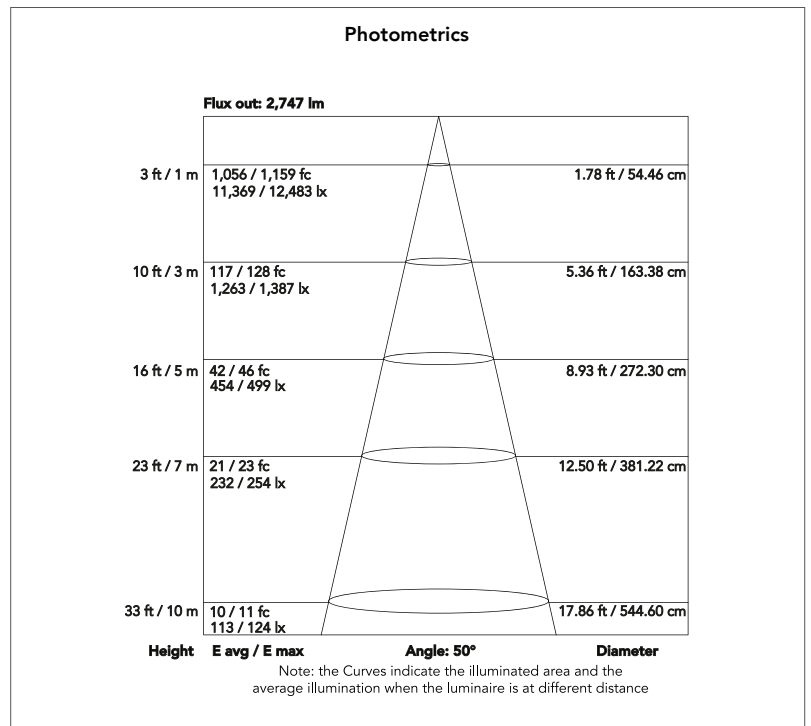 Photometrics
Flux out: 2,747 lm
3 ft / 1 m 1,056 / 1,159 fc 1.78 ft / 54.46 cm
11,369 / 12,483 lx
10 ft / 3 m 117 / 128 fc 5.36 ft / 163.38 cm
1,263 / 1,387 lx
16 ft / 5 m 42 / 46 fc 8.93 ft / 272.30 cm
454 / 499 lx
23 ft / 7 m 21 / 23 fc 12.50 ft / 381.22 cm
232 / 254 lx
33 ft / 10 m 10 / 11 fc 17.86 ft / 544.60 cm
113 / 124 lx
Height E avg / E max Angle: 50° Diameter
Note: the Curves indicate the illuminated area and the
average illumination when the luminaire is at different distance